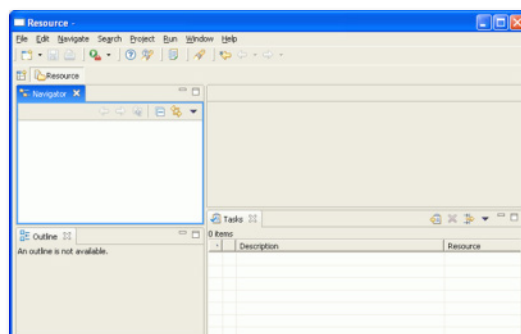 Resource -
File Edit Navigate Search Project Run Window Help
Resource
Navigator
Tasks
0 items
Description Resource
Outline
An outline is not available.